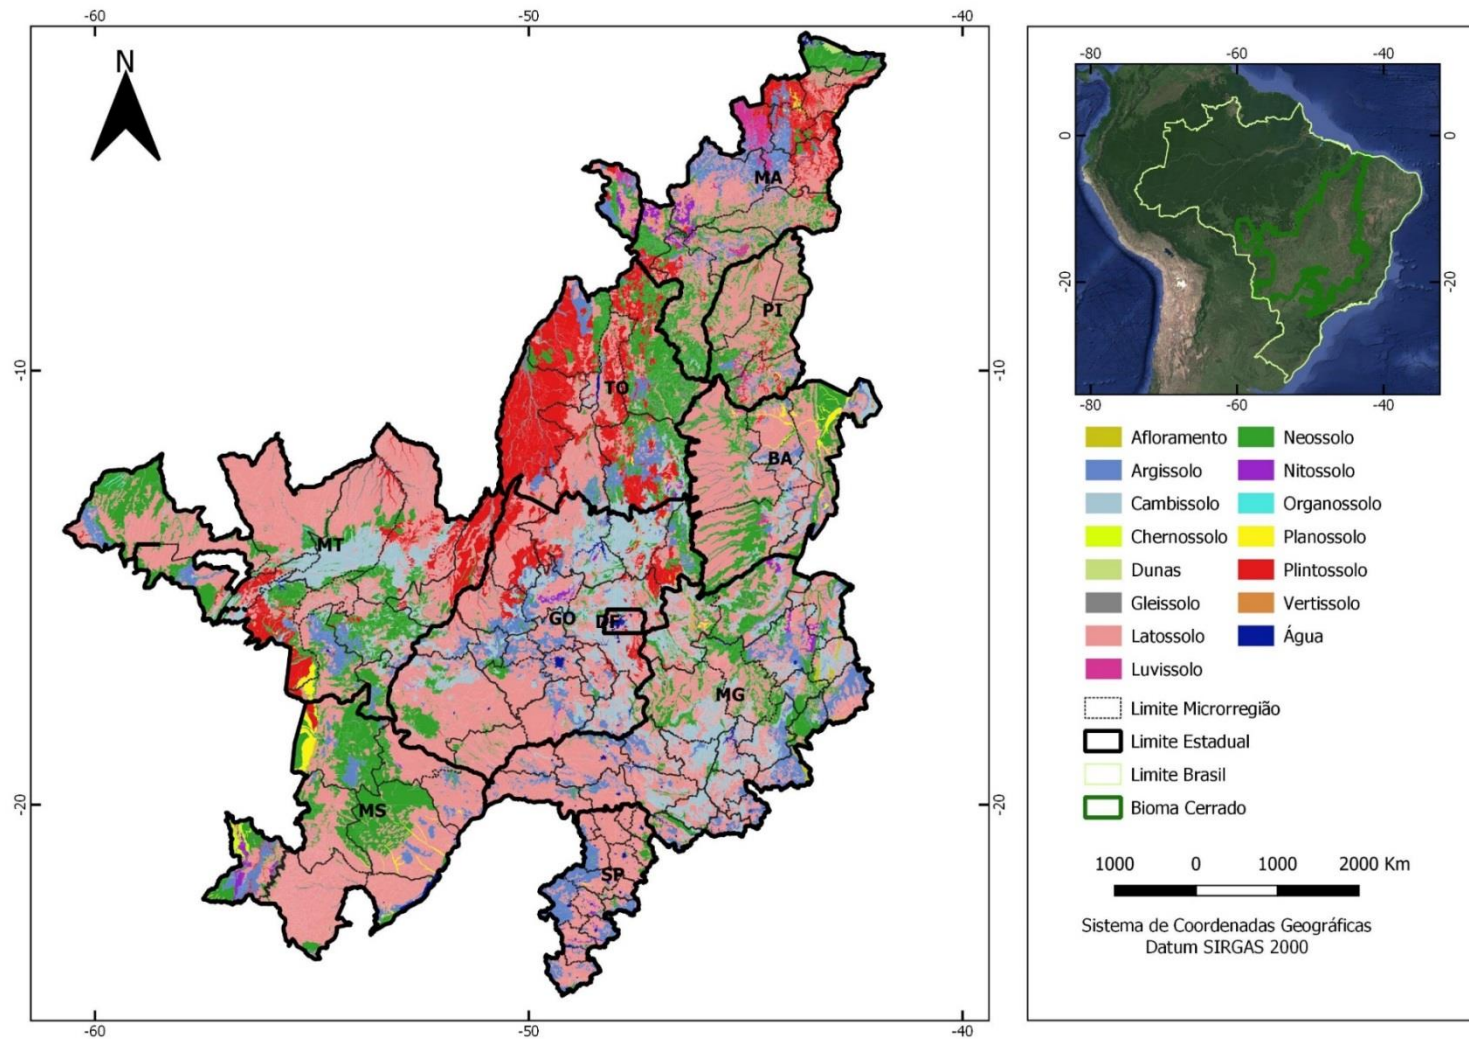 -60
-50
-40
N
-10
-20
MA
PI
TO
BA
MT
GO
DF
MG
MS
SP
-10
-20
-60
-50
-40
-80
-60
-40
0
-20
0
-20
-80
-60
-40
Afloramento
Neossolo
Argissolo
Nitossolo
Cambissolo
Organossolo
Chernossolo
Planossolo
Dunas
Plintossolo
Gleissolo
Vertissolo
Latossolo
Água
Luvissolo
Limite Microrregião
Limite Estadual
Limite Brasil
Bioma Cerrado
1000 0 1000 2000 Km
Sistema de Coordenadas Geográficas
Datum SIRGAS 2000